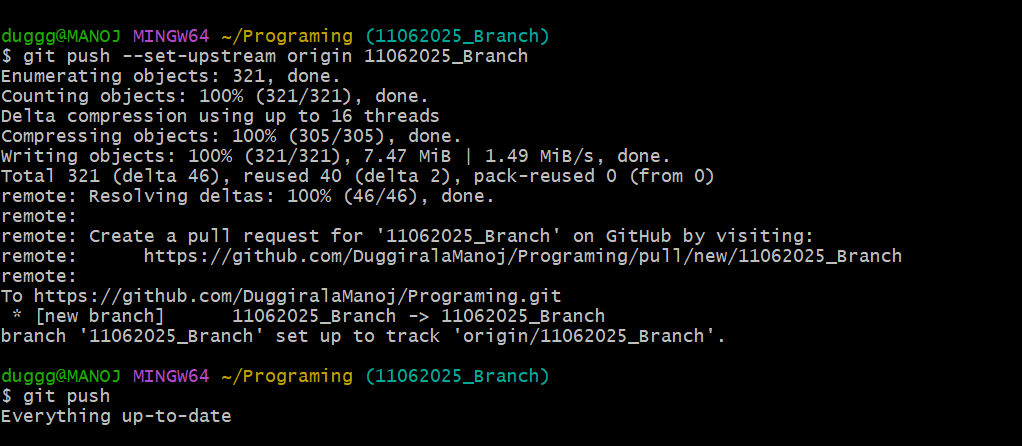 duggg@MANOJ MINGW64 ~/Programing (11062025_Branch)
$ git push --set-upstream origin 11062025_Branch
Enumerating objects: 321, done.
Counting objects: 100% (321/321), done.
Delta compression using up to 16 threads
Compressing objects: 100% (305/305), done.
Writing objects: 100% (321/321), 7.47 MiB | 1.49 MiB/s, done.
Total 321 (delta 46), reused 40 (delta 2), pack-reused 0 (from 0)
remote: Resolving deltas: 100% (46/46), done.
remote:
remote: Create a pull request for '11062025_Branch' on GitHub by visiting:
remote:      https://github.com/DuggiralaManoj/Programing/pull/new/11062025_Branch
remote:
To https://github.com/DuggiralaManoj/Programing.git
 * [new branch]      11062025_Branch -> 11062025_Branch
branch '11062025_Branch' set up to track 'origin/11062025_Branch'.
duggg@MANOJ MINGW64 ~/Programing (11062025_Branch)
$ git push
Everything up-to-date